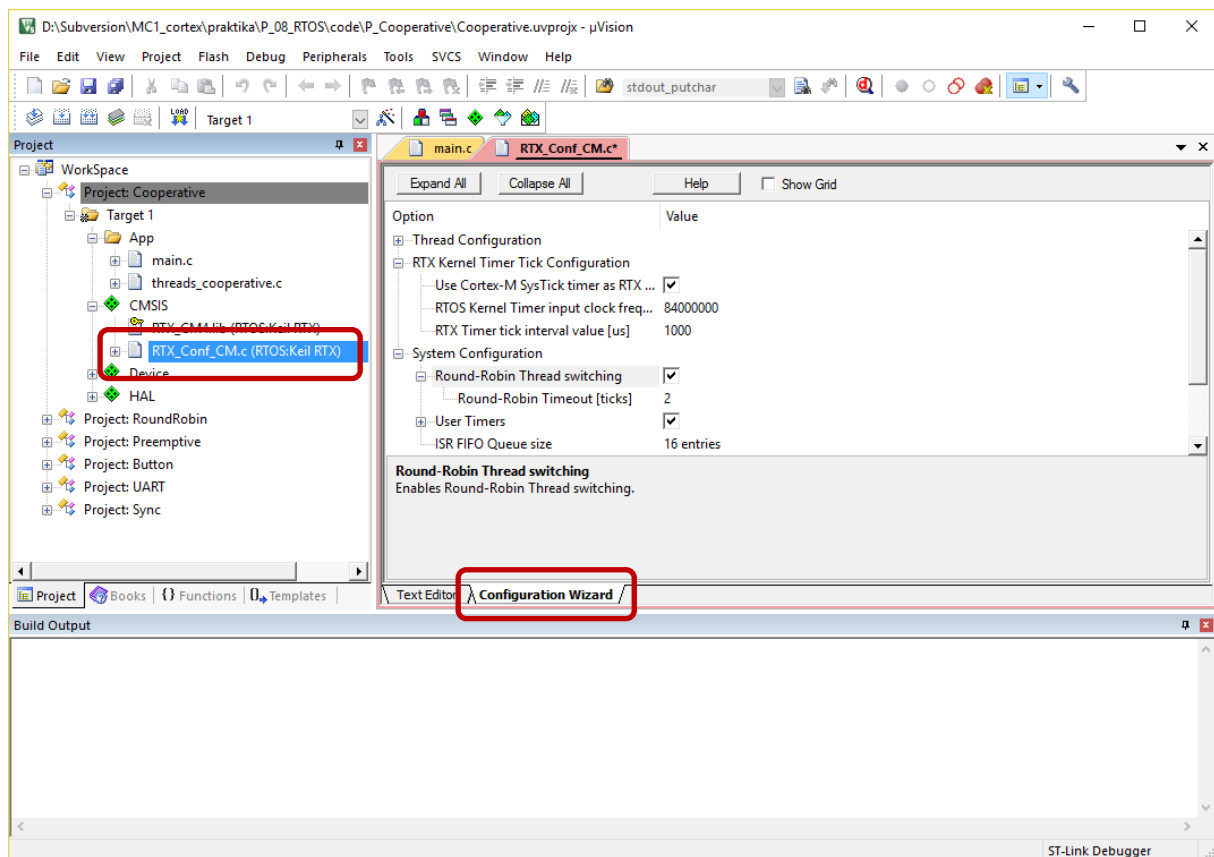 D:\Subversion\MC1_cortex\praktika\P_08_RTOS\code\P_Cooperative\Cooperative.uvprojx - µVision
File Edit View Project Flash Debug Peripherals Tools SVCS Window Help
stdout_putchar
LOAD Target 1
Project
WorkSpace
Project: Cooperative
Target 1
App
main.c
threads_cooperative.c
CMSIS
RTX_CM4.lib (RTOS:Keil RTX)
RTX_Conf_CM.c (RTOS:Keil RTX)
Device
HAL
Project: RoundRobin
Project: Preemptive
Project: Button
Project: UART
Project: Sync
Project Books {} Functions Templates
main.c RTX_Conf_CM.c*
Expand All Collapse All Help Show Grid
Option Value
Thread Configuration
RTX Kernel Timer Tick Configuration
Use Cortex-M SysTick timer as RTX ...
RTOS Kernel Timer input clock freq... 84000000
RTX Timer tick interval value [us] 1000
System Configuration
Round-Robin Thread switching
Round-Robin Timeout [ticks] 2
User Timers
ISR FIFO Queue size 16 entries
Round-Robin Thread switching
Enables Round-Robin Thread switching.
Text Editor Configuration Wizard
Build Output
ST-Link Debugger